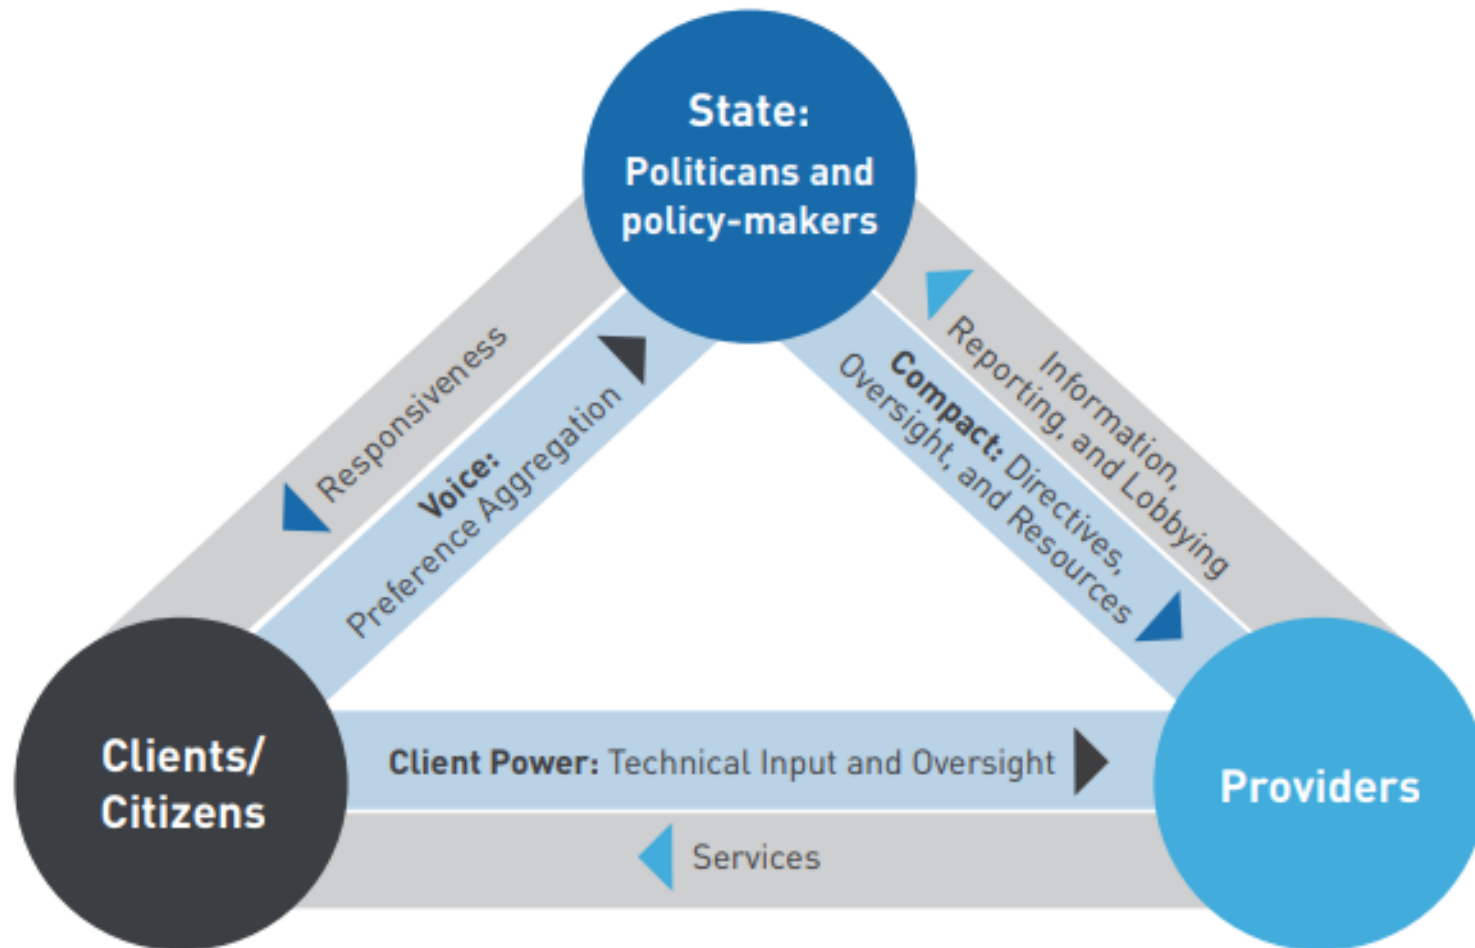 State:
Politicans and
policy-makers
Responsiveness
Voice:
Preference Aggregation
Information,
Reporting, and Lobbying
Compact: Directives,
Oversight, and Resources
Clients/
Citizens
Client Power: Technical Input and Oversight
Providers
Services